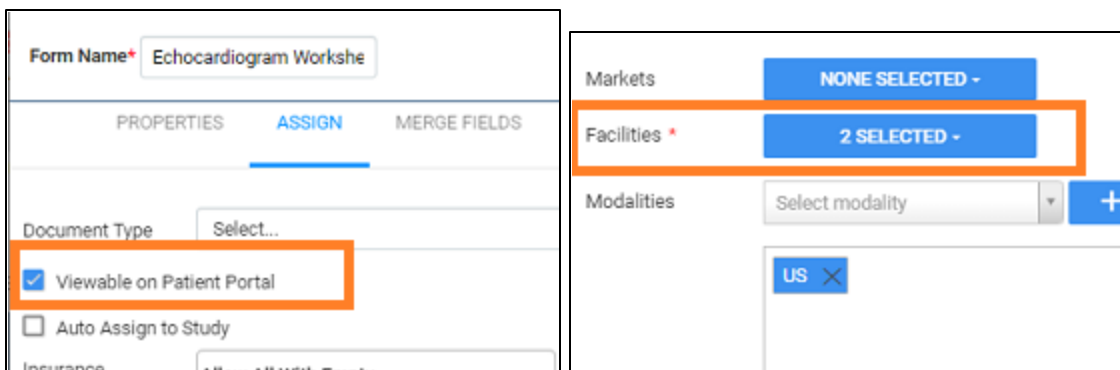 Form Name* Echocardiogram Workshe
PROPERTIES ASSIGN MERGE FIELDS
Document Type Select...
Viewable on Patient Portal
Auto Assign to Study
Insurance
Markets NONE SELECTED
Facilities * 2 SELECTED
Modalities Select modality +
US X